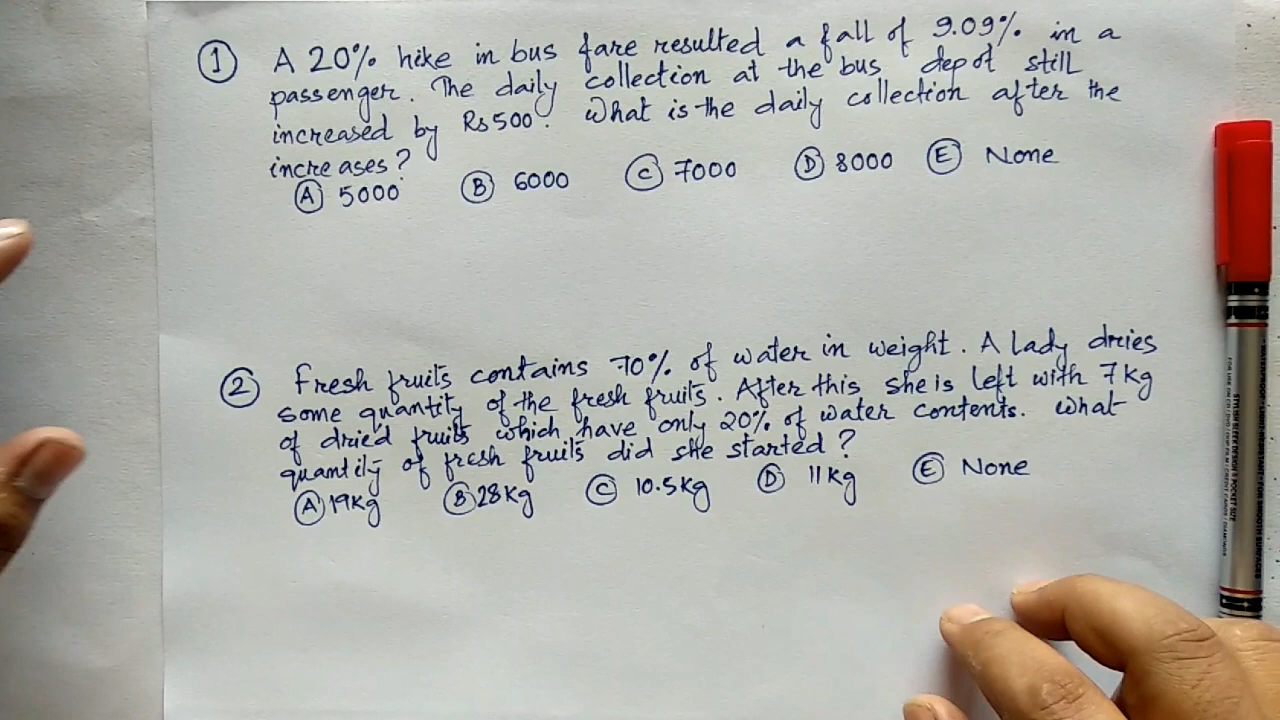 ① A 20% hike in bus fare resulted a fall of 9.09% in a
passenger. The daily collection at the bus depot still
increased by Rs 500. What is the daily collection after the
increases?
Ⓐ 5000 Ⓑ 6000 Ⓒ 7000 Ⓓ 8000 Ⓔ None
② Fresh fruits contains 70% of water in weight. A lady dries
some quantity of the fresh fruits. After this she is left with 7kg
of dried fruits which have only 20% of water contents. What
quantity of fresh fruits did she started?
Ⓐ 19kg Ⓑ 28kg Ⓒ 10.5kg Ⓓ 11kg Ⓔ None